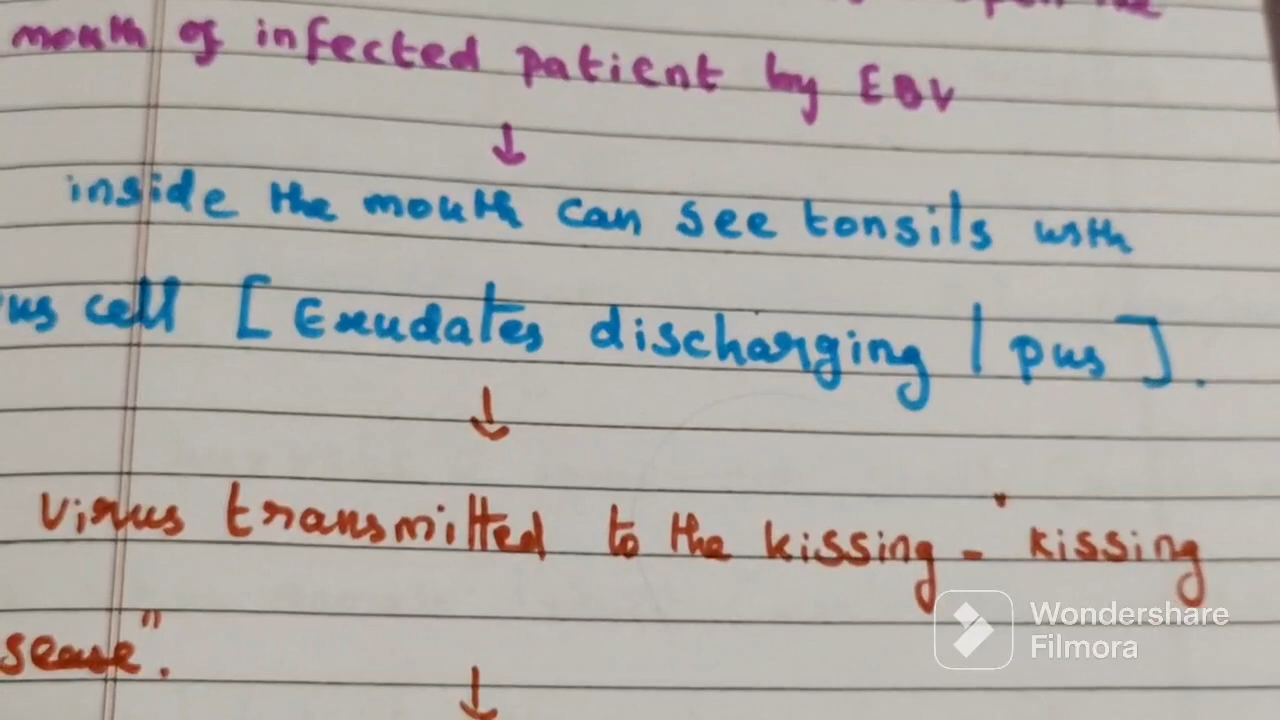 mouth of infected patient by EBV
↓
inside the mouth can see tonsils with
us cell [Exudates discharging / pus].
↓
virus transmitted to the kissing - "kissing
sease".
↓
Wondershare
Filmora